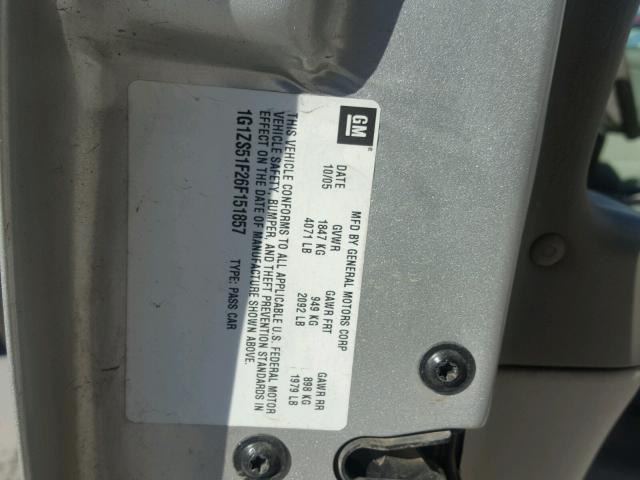 GM
MFD BY GENERAL MOTORS CORP
DATE GVWR GAWR FRT GAWR RR
10/05 1847 KG 949 KG 898 KG
4071 LB 2092 LB 1979 LB
THIS VEHICLE CONFORMS TO ALL APPLICABLE U.S. FEDERAL MOTOR
VEHICLE SAFETY, BUMPER, AND THEFT PREVENTION STANDARDS IN
EFFECT ON THE DATE OF MANUFACTURE SHOWN ABOVE.
1G1ZS51F26F151857 TYPE: PASS CAR